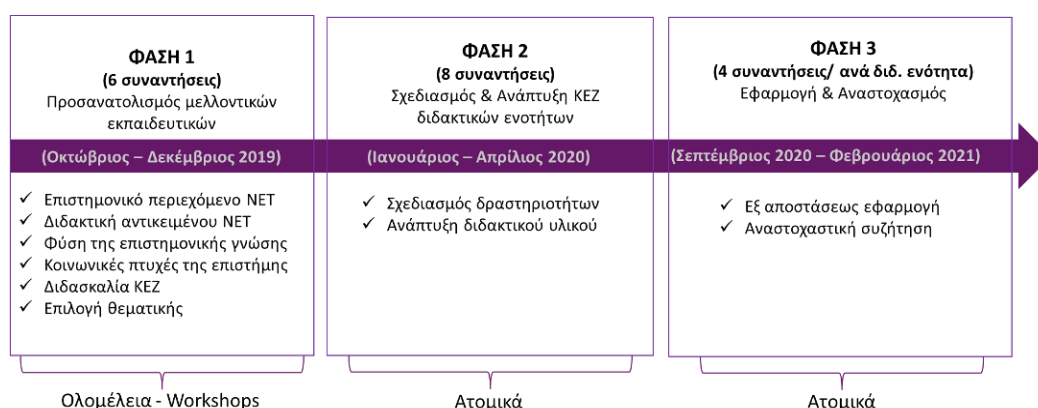 ΦΑΣΗ 1
(6 συναντήσεις)
Προσανατολισμός μελλοντικών
εκπαιδευτικών
(Οκτώβριος – Δεκέμβριος 2019)
✓ Επιστημονικό περιεχόμενο ΝΕΤ
✓ Διδακτική αντικειμένου ΝΕΤ
✓ Φύση της επιστημονικής γνώσης
✓ Κοινωνικές πτυχές της επιστήμης
✓ Διδασκαλία ΚΕΖ
✓ Επιλογή θεματικής
Ολομέλεια - Workshops
ΦΑΣΗ 2
(8 συναντήσεις)
Σχεδιασμός & Ανάπτυξη ΚΕΖ
διδακτικών ενοτήτων
(Ιανουάριος – Απρίλιος 2020)
✓ Σχεδιασμός δραστηριοτήτων
✓ Ανάπτυξη διδακτικού υλικού
Ατομικά
ΦΑΣΗ 3
(4 συναντήσεις/ ανά διδ. ενότητα)
Εφαρμογή & Αναστοχασμός
(Σεπτέμβριος 2020 – Φεβρουάριος 2021)
✓ Εξ αποστάσεως εφαρμογή
✓ Αναστοχαστική συζήτηση
Ατομικά